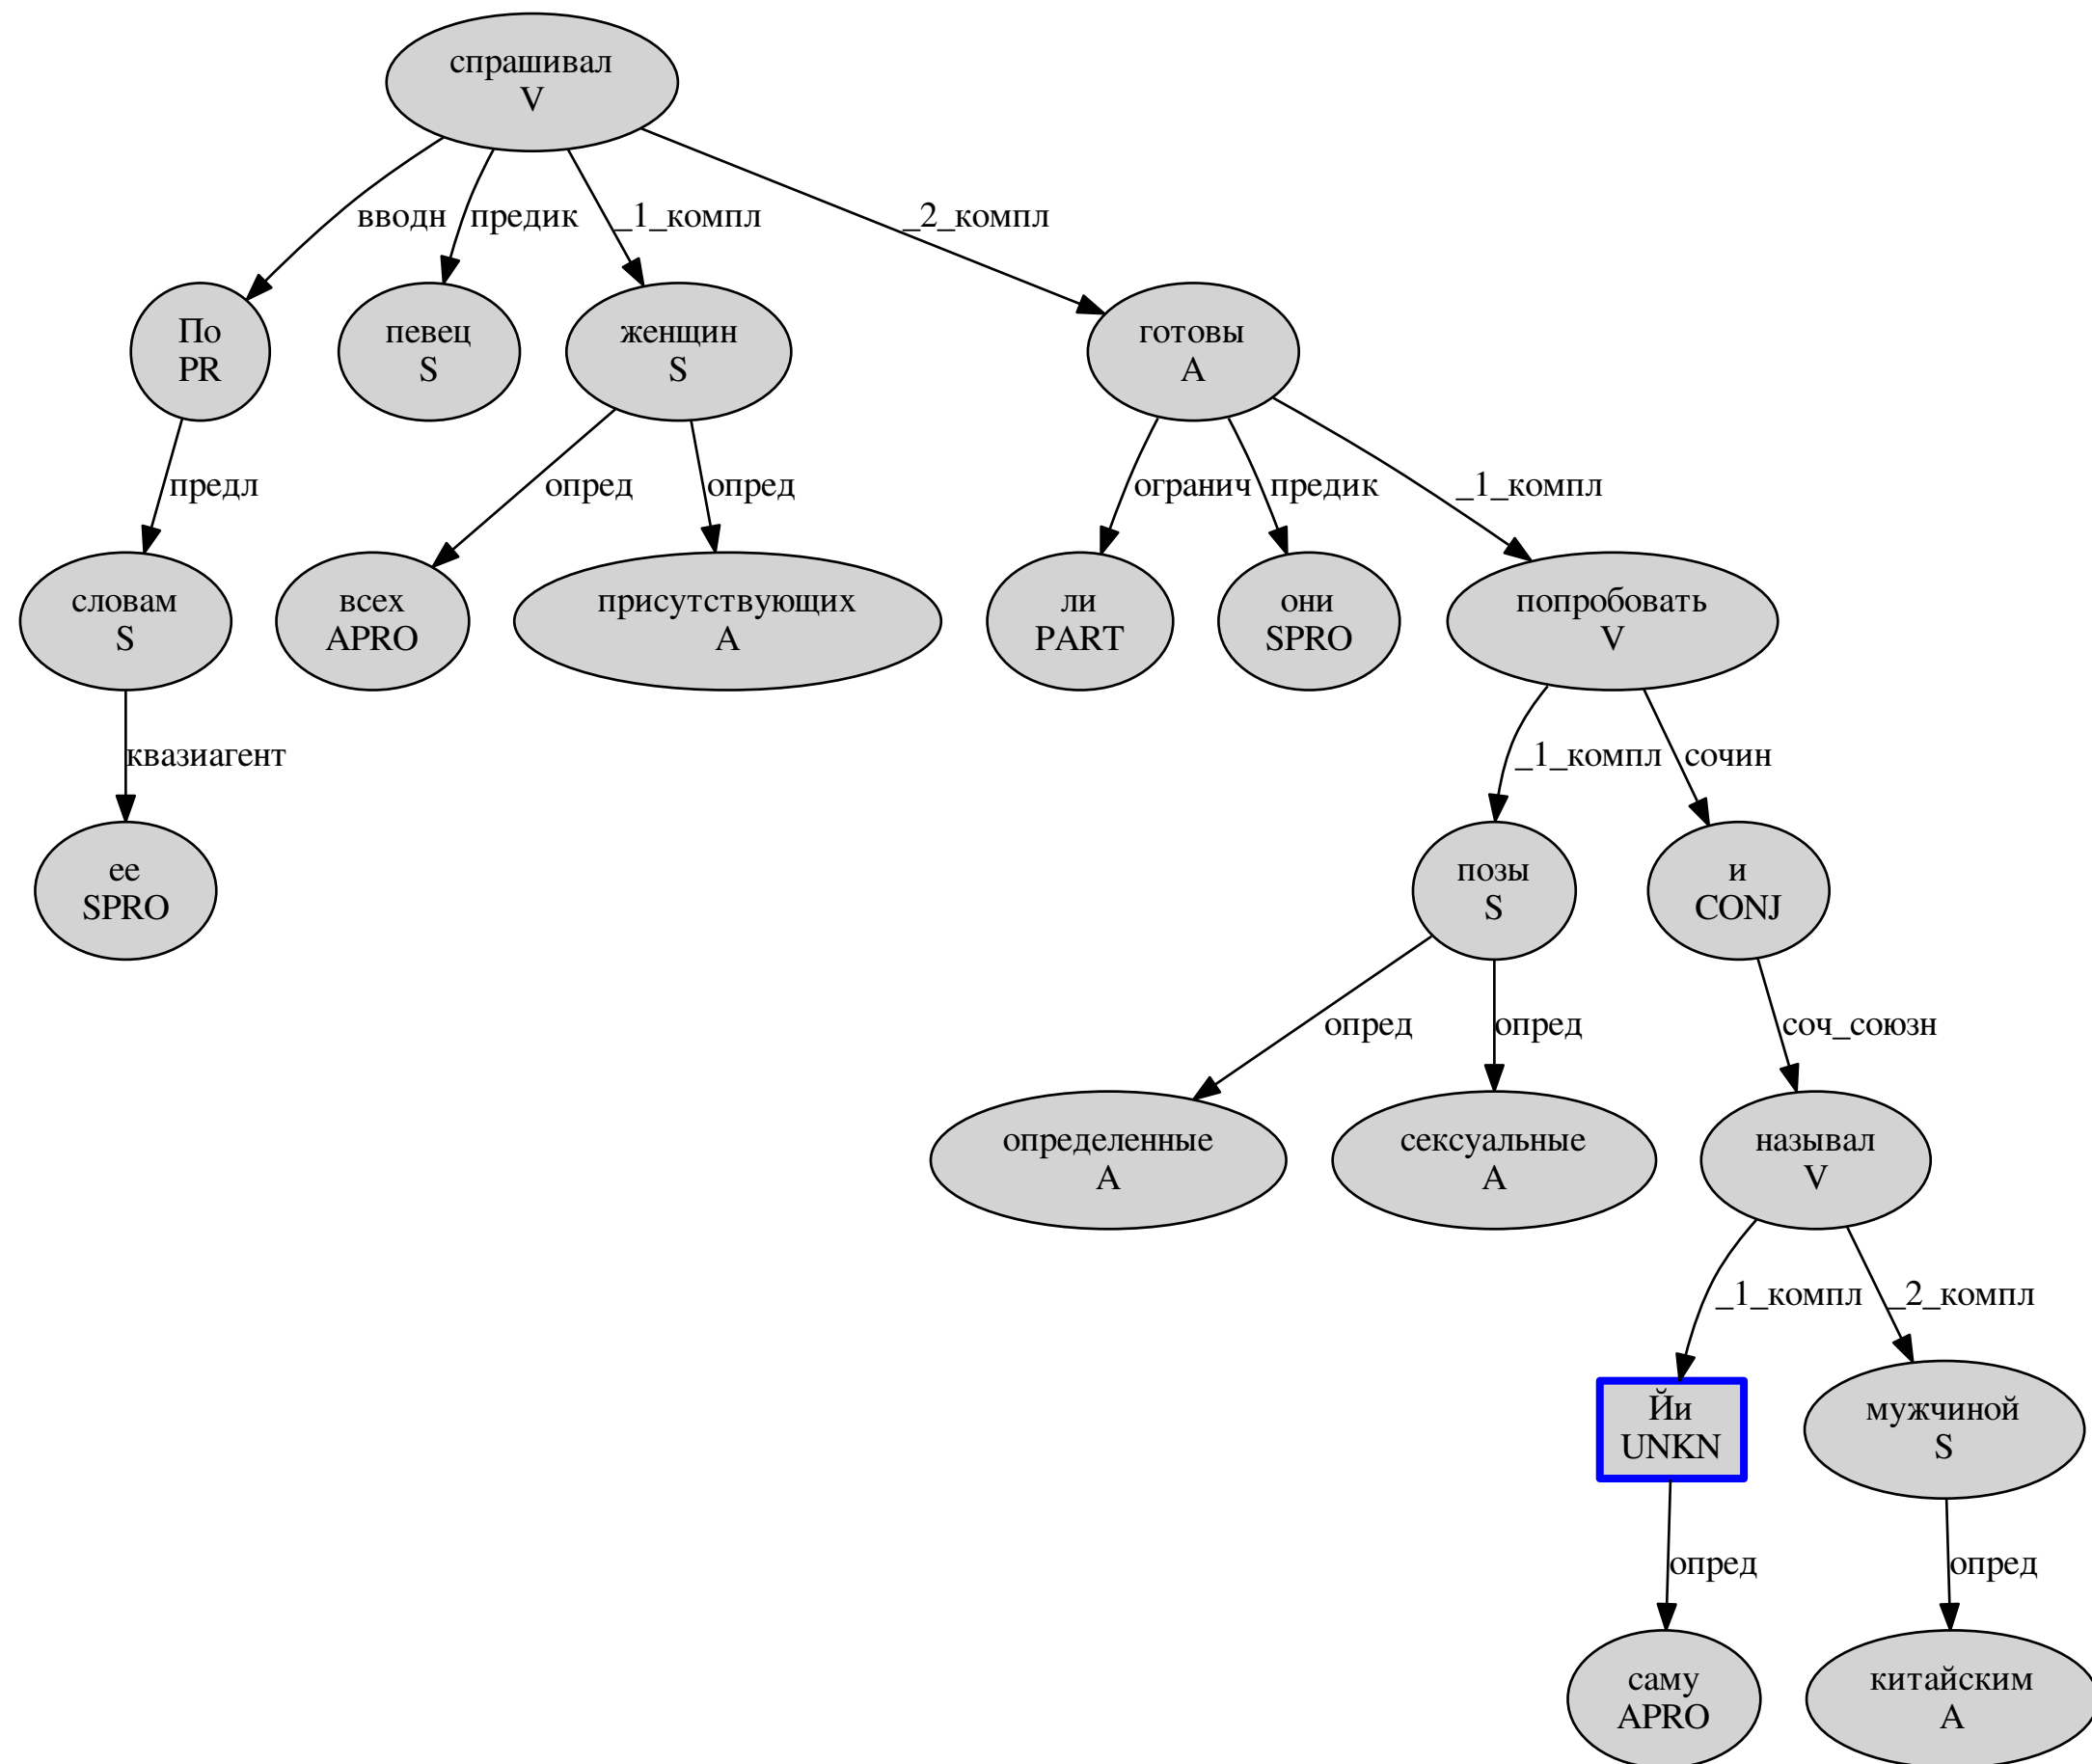 спрашивал
V
вводн
предик
_1_компл
_2_компл
По
PR
певец
S
женщин
S
готовы
A
предл
опред
опред
огранич
предик
_1_компл
словам
S
всех
APRO
присутствующих
A
ли
PART
они
SPRO
попробовать
V
квазиагент
_1_компл
сочин
ее
SPRO
позы
S
и
CONJ
опред
опред
соч_союзн
определенные
A
сексуальные
A
называл
V
_1_компл
_2_компл
Йи
UNKN
мужчиной
S
опред
опред
саму
APRO
китайским
A